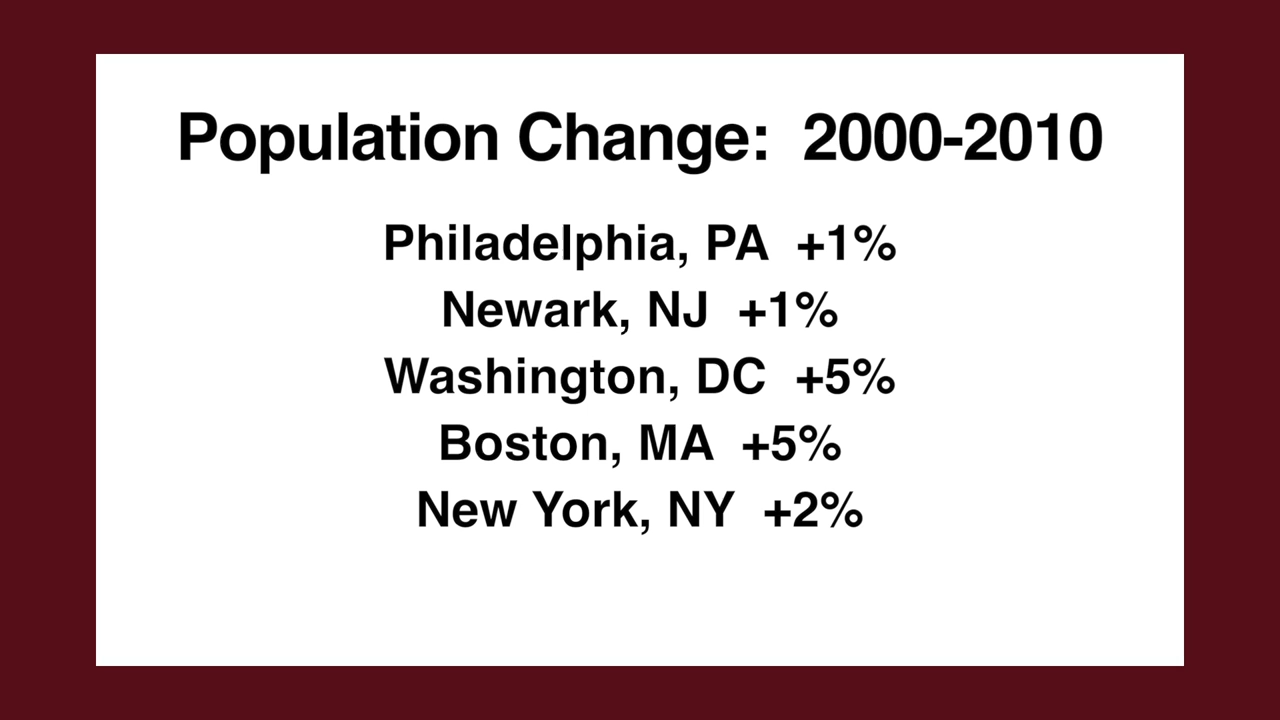 Population Change: 2000-2010
Philadelphia, PA +1%
Newark, NJ +1%
Washington, DC +5%
Boston, MA +5%
New York, NY +2%